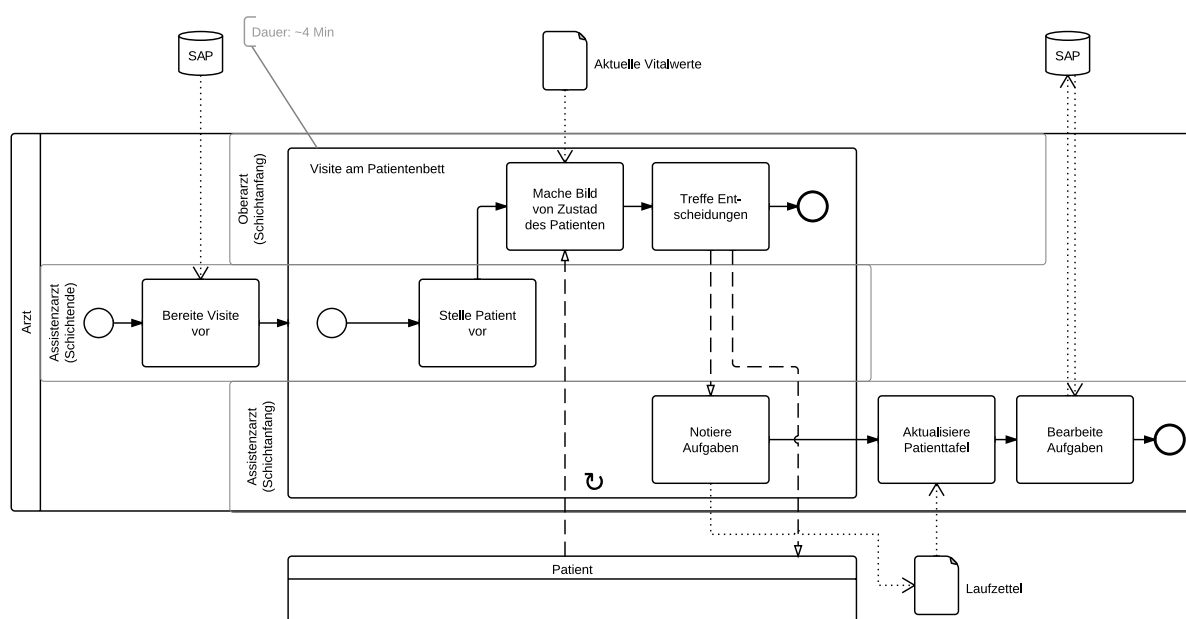 Dauer: ~4 Min
SAP
Aktuelle Vitalwerte
SAP
Arzt
Oberarzt
(Schichtanfang)
Visite am Patientenbett
Mache Bild
von Zustad
des Patienten
Treffe Ent-
scheidungen
Assistenzarzt
(Schichtende)
Bereite Visite
vor
Stelle Patient
vor
Assistenzarzt
(Schichtanfang)
Notiere
Aufgaben
Aktualisiere
Patienttafel
Bearbeite
Aufgaben
Patient
Laufzettel